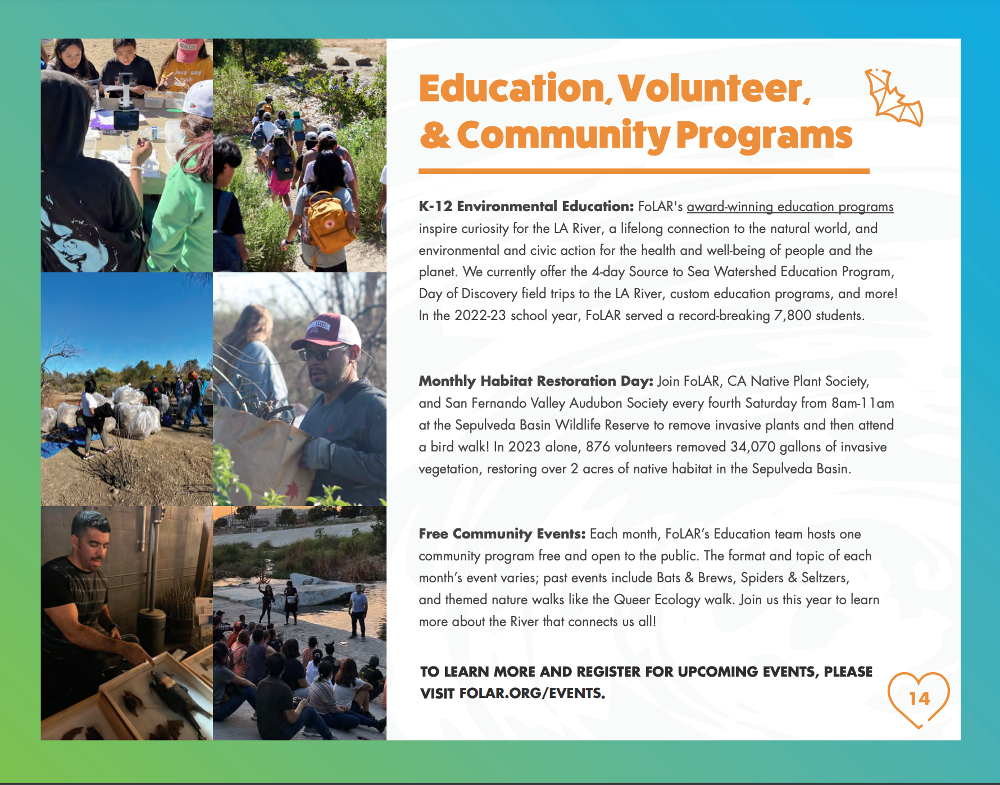 Education, Volunteer,
& Community Programs
K-12 Environmental Education: FoLAR's award-winning education programs
inspire curiosity for the LA River, a lifelong connection to the natural world, and
environmental and civic action for the health and well-being of people and the
planet. We currently offer the 4-day Source to Sea Watershed Education Program,
Day of Discovery field trips to the LA River, custom education programs, and more!
In the 2022-23 school year, FoLAR served a record-breaking 7,800 students.
Monthly Habitat Restoration Day: Join FoLAR, CA Native Plant Society,
and San Fernando Valley Audubon Society every fourth Saturday from 8am-11am
at the Sepulveda Basin Wildlife Reserve to remove invasive plants and then attend
a bird walk! In 2023 alone, 876 volunteers removed 34,070 gallons of invasive
vegetation, restoring over 2 acres of native habitat in the Sepulveda Basin.
Free Community Events: Each month, FoLAR’s Education team hosts one
community program free and open to the public. The format and topic of each
month’s event varies; past events include Bats & Brews, Spiders & Seltzers,
and themed nature walks like the Queer Ecology walk. Join us this year to learn
more about the River that connects us all!
TO LEARN MORE AND REGISTER FOR UPCOMING EVENTS, PLEASE
VISIT FOLAR.ORG/EVENTS.
14
just say